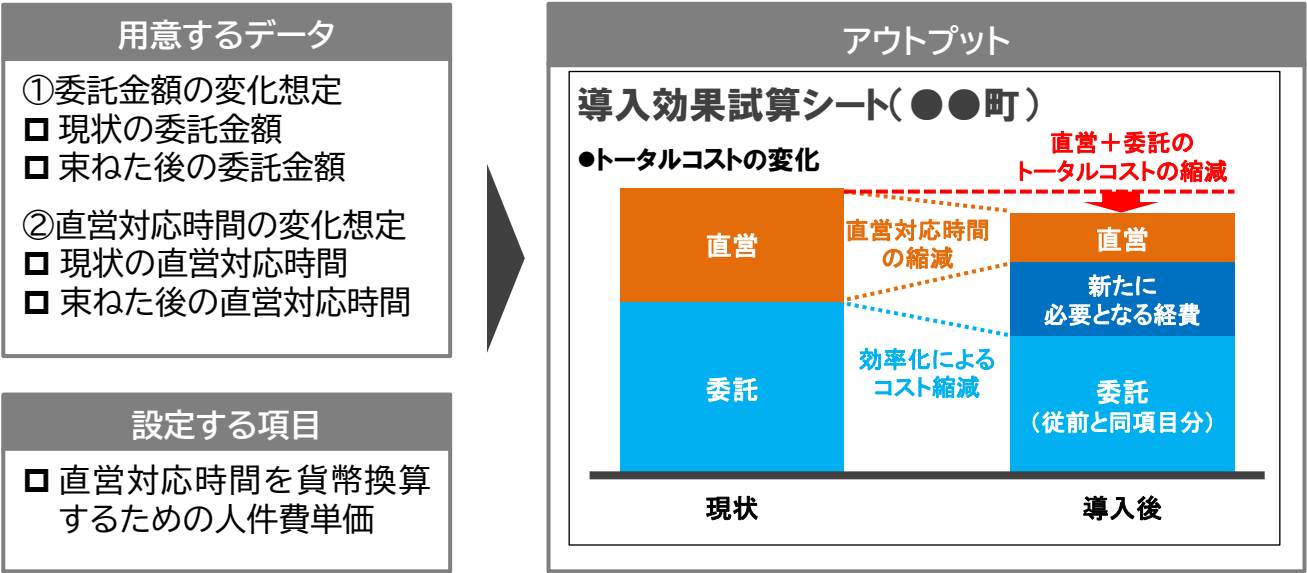 用意するデータ
①委託金額の変化想定
現状の委託金額
束ねた後の委託金額
②直営対応時間の変化想定
現状の直営対応時間
束ねた後の直営対応時間
設定する項目
直営対応時間を貨幣換算
するための人件費単価
アウトプット
導入効果試算シート(●●町)
●トータルコストの変化
直営＋委託の
トータルコストの縮減
直営
直営対応時間
の縮減
直営
新たに
必要となる経費
委託
効率化による
コスト縮減
委託
(従前と同項目分)
現状
導入後